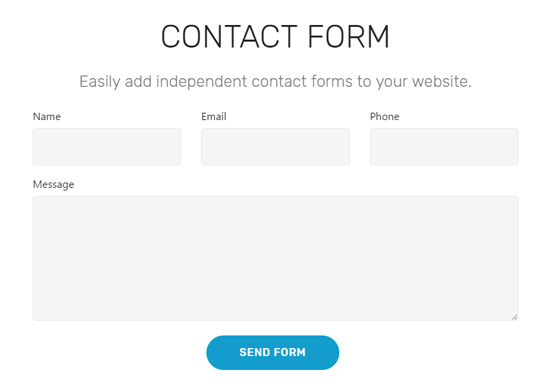 CONTACT FORM
Easily add independent contact forms to your website.
Name Email Phone
Message
SEND FORM